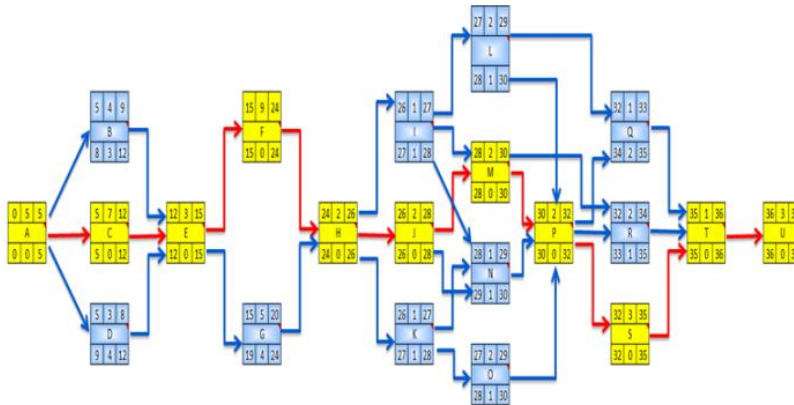 0 5 5
A
0 0 5
5 4 9
B
8 3 12
5 7 12
C
5 0 12
5 3 8
D
9 4 12
12 3 15
E
12 0 15
15 9 24
F
15 0 24
15 5 20
G
19 4 24
24 2 26
H
24 0 26
26 1 27
I
27 1 28
26 2 28
J
26 0 28
26 1 27
K
27 1 28
27 2 29
L
28 1 30
28 2 30
M
28 0 30
28 1 29
N
29 1 30
27 2 29
O
28 1 30
30 2 32
P
30 0 32
32 1 33
Q
34 2 35
32 2 34
R
33 1 35
32 3 35
S
32 0 35
35 1 36
T
35 0 36
36 3
U
36 0